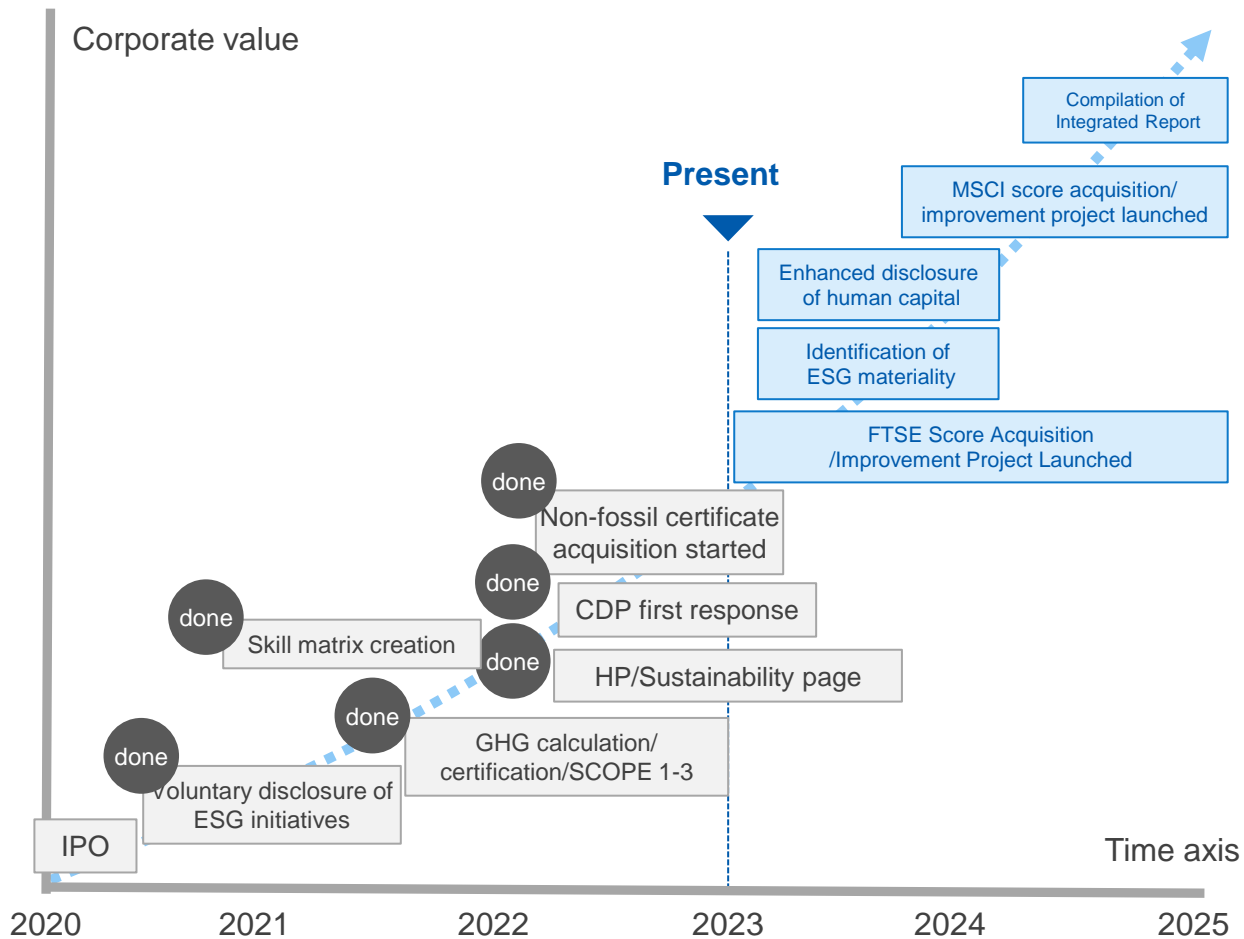 Corporate value
Compilation of
Integrated Report
Present
MSCI score acquisition/
improvement project launched
Enhanced disclosure
of human capital
Identification of
ESG materiality
FTSE Score Acquisition
/Improvement Project Launched
done
Non-fossil certificate
acquisition started
done
CDP first response
done
Skill matrix creation
done
HP/Sustainability page
done
GHG calculation/
certification/SCOPE 1-3
done
Voluntary disclosure of
ESG initiatives
IPO
Time axis
2020
2021
2022
2023
2024
2025